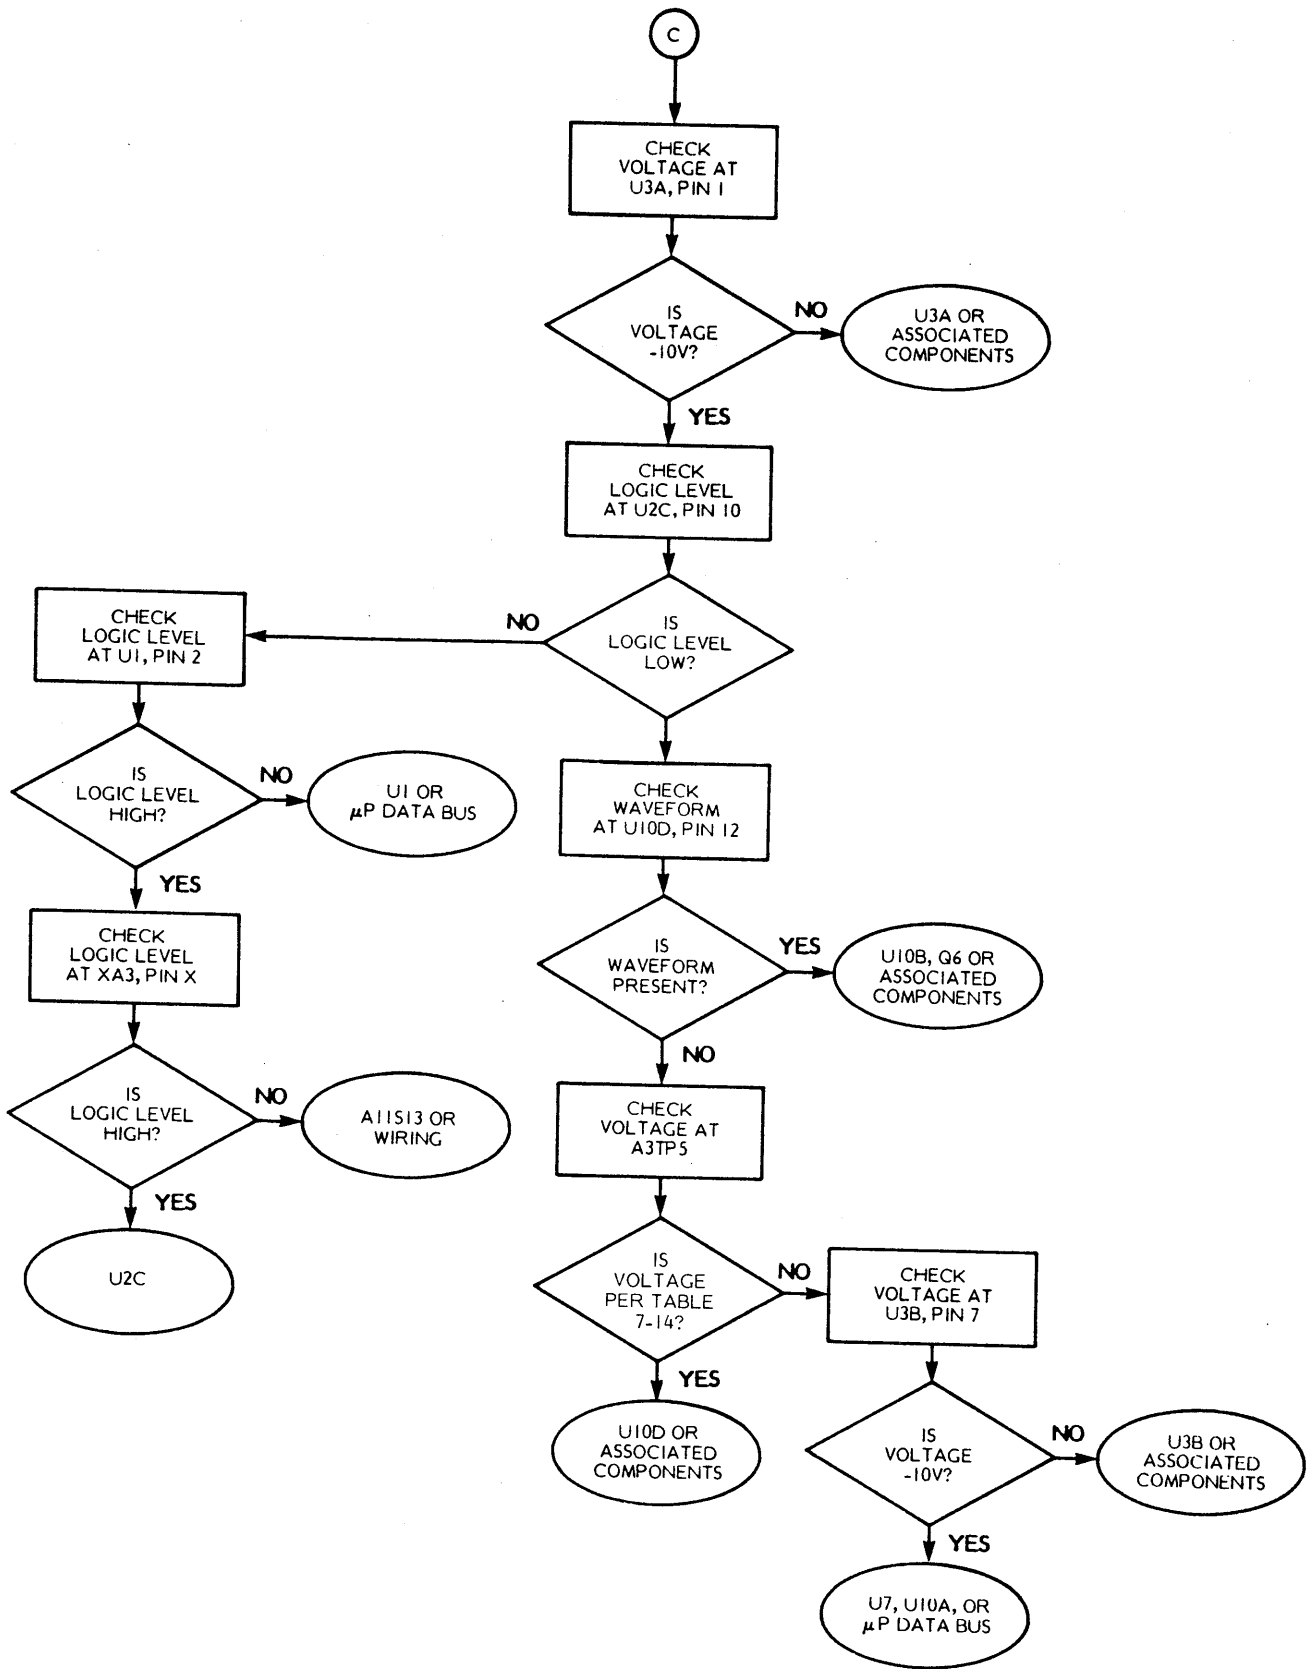 C
CHECK
VOLTAGE AT
U3A, PIN 1
IS
VOLTAGE
-10V?
NO
U3A OR
ASSOCIATED
COMPONENTS
YES
CHECK
LOGIC LEVEL
AT U2C, PIN 10
IS
LOGIC LEVEL
LOW?
NO
CHECK
LOGIC LEVEL
AT U1, PIN 2
IS
LOGIC LEVEL
HIGH?
NO
U1 OR
µP DATA BUS
YES
CHECK
LOGIC LEVEL
AT XA3, PIN X
IS
LOGIC LEVEL
HIGH?
NO
A11S13 OR
WIRING
YES
U2C
CHECK
WAVEFORM
AT U10D, PIN 12
IS
WAVEFORM
PRESENT?
YES
U10B, Q6 OR
ASSOCIATED
COMPONENTS
NO
CHECK
VOLTAGE AT
A3TP5
IS
VOLTAGE
PER TABLE
7-14?
YES
U10D OR
ASSOCIATED
COMPONENTS
NO
CHECK
VOLTAGE AT
U3B, PIN 7
IS
VOLTAGE
-10V?
NO
U3B OR
ASSOCIATED
COMPONENTS
YES
U7, U10A, OR
µP DATA BUS